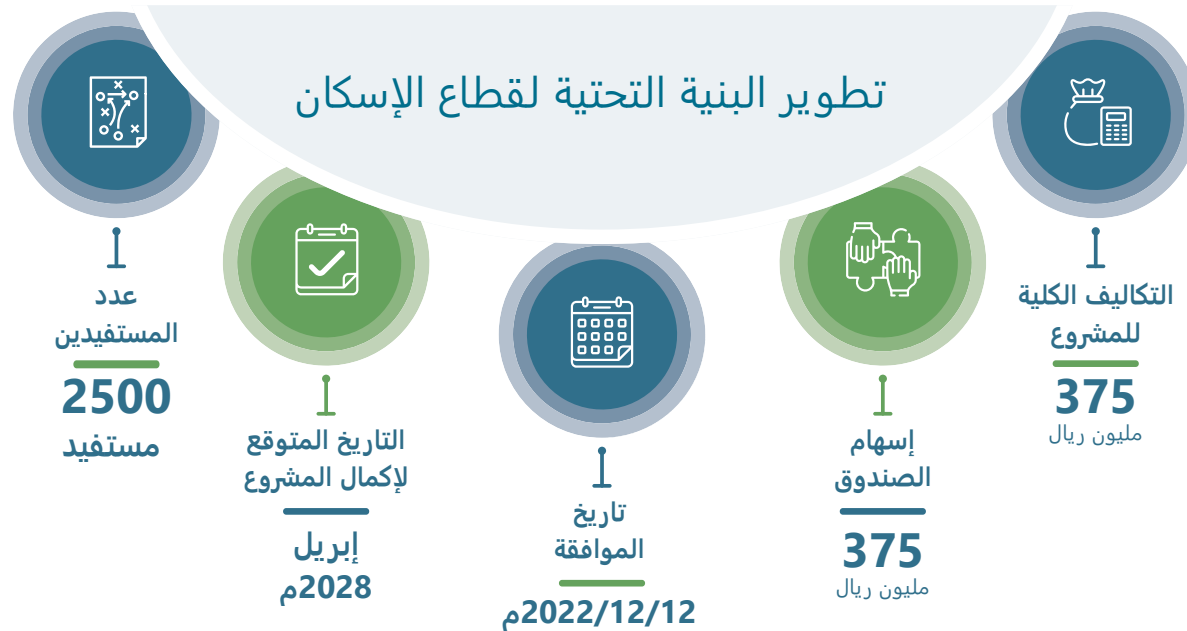 تطوير البنية التحتية لقطاع الإسكان
التكاليف الكلية
للمشروع
375
مليون ريال
إسهام
الصندوق
375
مليون ريال
تاريخ
الموافقة
2022/12/12م
التاريخ المتوقع
لإكمال المشروع
إبريل
2028م
عدد
المستفيدين
2500
مستفيد